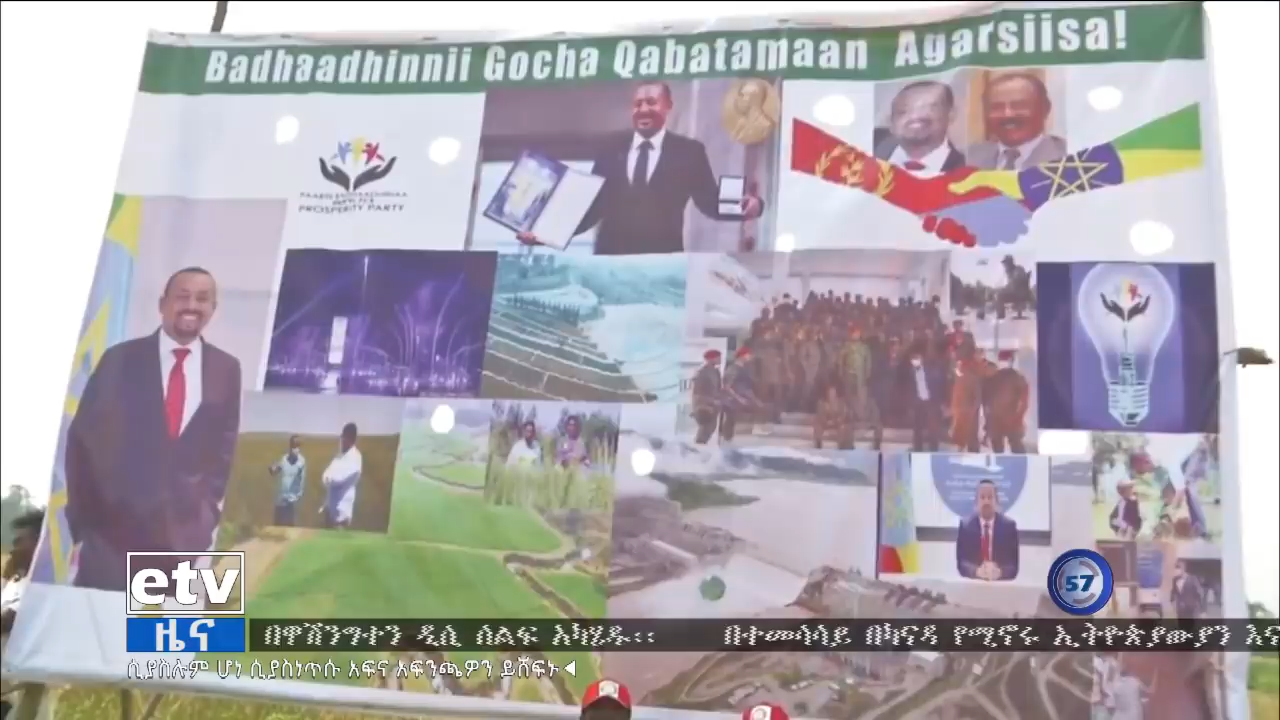 Badhaadhinnii Gocha Qabatamaan Agarsiisa!
PROSPERITY PARTY
etv
57
ዜና
በዋሽንግተን ዲሲ ሰልፍ አካሄዱ፡፡ በተመሳሳይ በካናዳ የሚኖሩ ኢትዮጵያውያን እና
ሲያስሉም ሆነ ሲያስነጥሱ አፍና አፍንጫዎን ይሸፍኑ